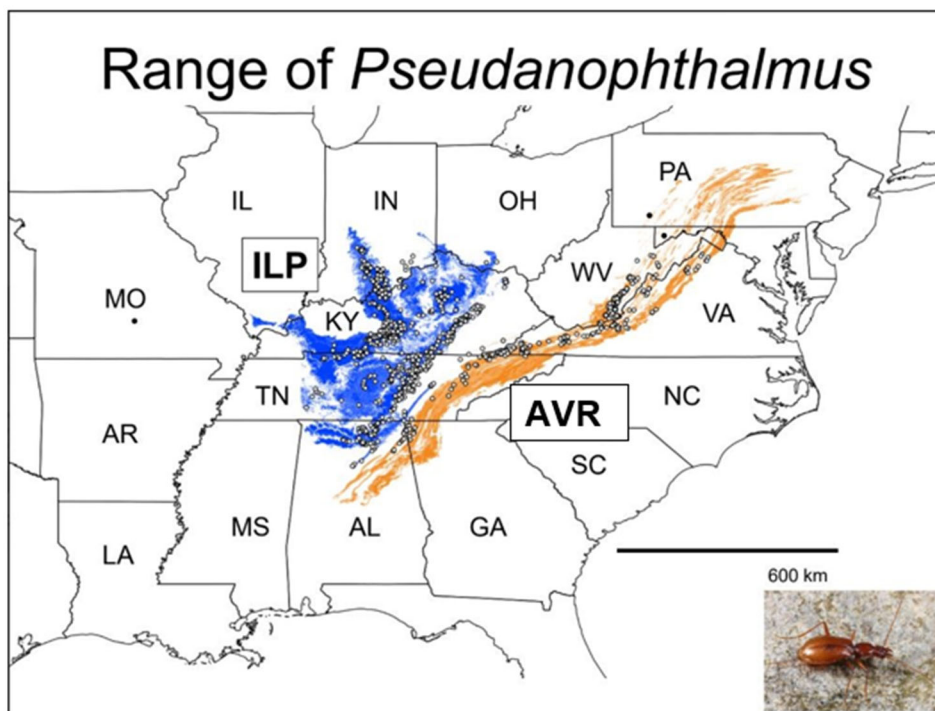 Range of Pseudanophthalmus
PA
IL
IN
OH
ILP
WV
MO
KY
VA
TN
NC
AVR
AR
SC
MS
AL
GA
LA
600 km